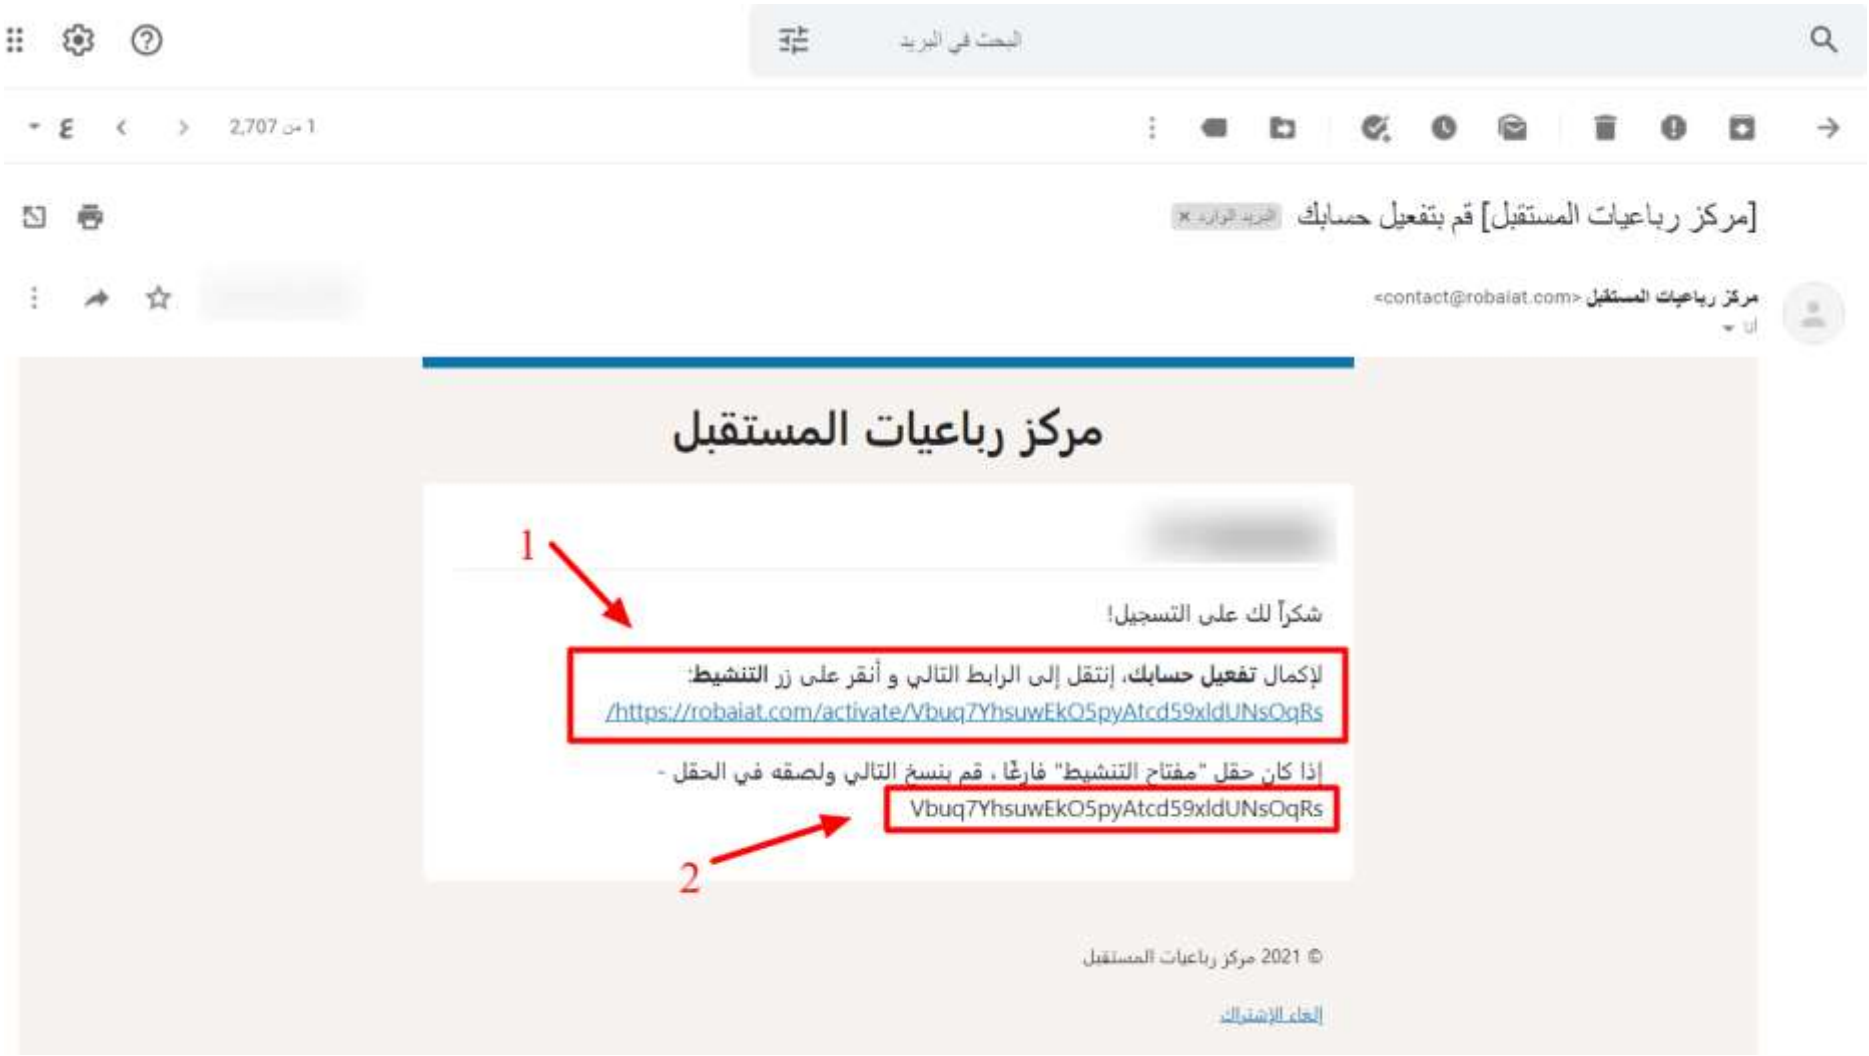 البحث في البريد
1 من 2,707
ع
[مركز رباعيات المستقبل] قم بتفعيل حسابك البريد الوارد ×
مركز رباعيات المستقبل <contact@robaiat.com>
أنا
مركز رباعيات المستقبل
1
شكراً لك على التسجيل!
لإكمال تفعيل حسابك، إنتقل إلى الرابط التالي و أنقر على زر التنشيط:
https://robaiat.com/activate/Vbuq7YhsuwEkO5pyAtcd59xldUNsOqRs/
إذا كان حقل "مفتاح التنشيط" فارغًا ، قم بنسخ التالي ولصقه في الحقل -
Vbuq7YhsuwEkO5pyAtcd59xldUNsOqRs
2
© 2021 مركز رباعيات المستقبل
إلغاء الإشتراك